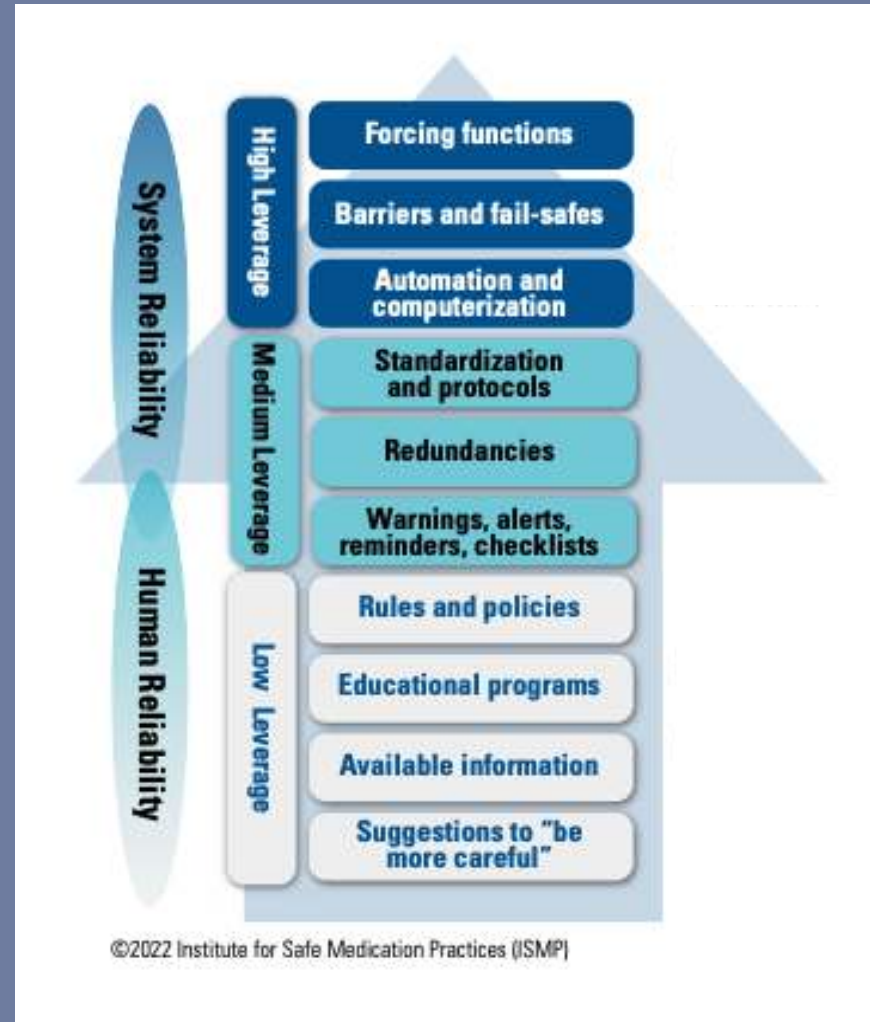 System Reliability
Human Reliability
High Leverage
Forcing functions
Barriers and fail-safes
Automation and
computerization
Medium Leverage
Standardization
and protocols
Redundancies
Warnings, alerts,
reminders, checklists
Low Leverage
Rules and policies
Educational programs
Available information
Suggestions to "be
more careful"
©2022 Institute for Safe Medication Practices (ISMP)